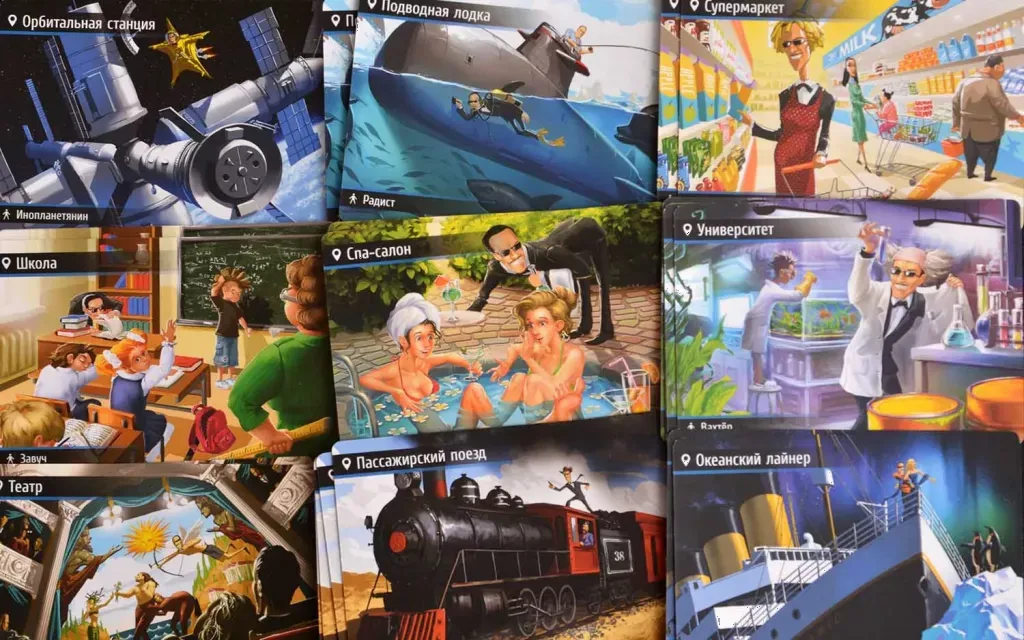 Орбитальная станция
П
Подводная лодка
Супермаркет
MILK
Инопланетянин
Радист
Школа
Спа-салон
Университет
Завуч
Вахтёр
Театр
Пассажирский поезд
38
Океанский лайнер